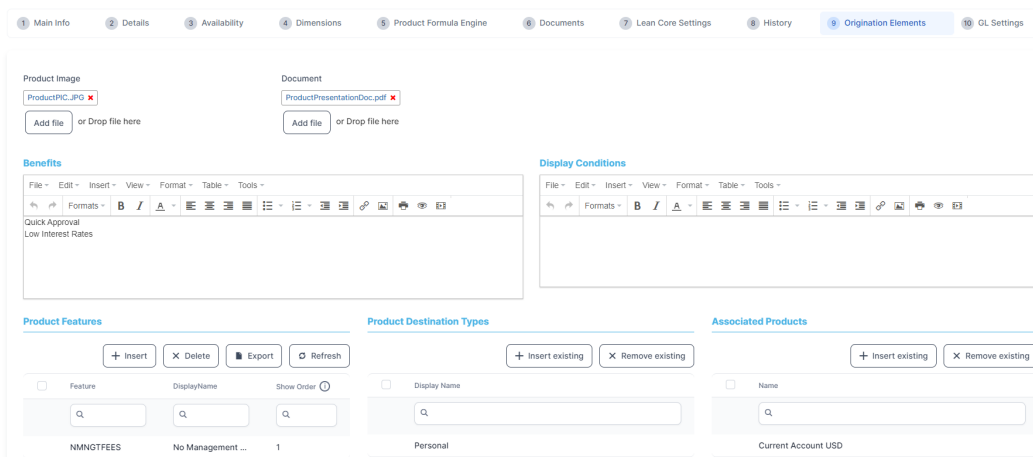 1 Main Info 2 Details 3 Availability 4 Dimensions 5 Product Formula Engine 6 Documents 7 Lean Core Settings 8 History 9 Origination Elements 10 GL Settings
Product Image Document
ProductPIC.JPG ProductPresentationDoc.pdf
Add file or Drop file here Add file or Drop file here
Benefits Display Conditions
File Edit Insert View Format Table Tools File Edit Insert View Format Table Tools
Formats B I A Formats B I A
Quick Approval
Low Interest Rates
Product Features Product Destination Types Associated Products
+ Insert X Delete Export Refresh + Insert existing X Remove existing + Insert existing X Remove existing
Feature DisplayName Show Order Display Name Name
NMNGTFEES No Management ... 1 Personal Current Account USD